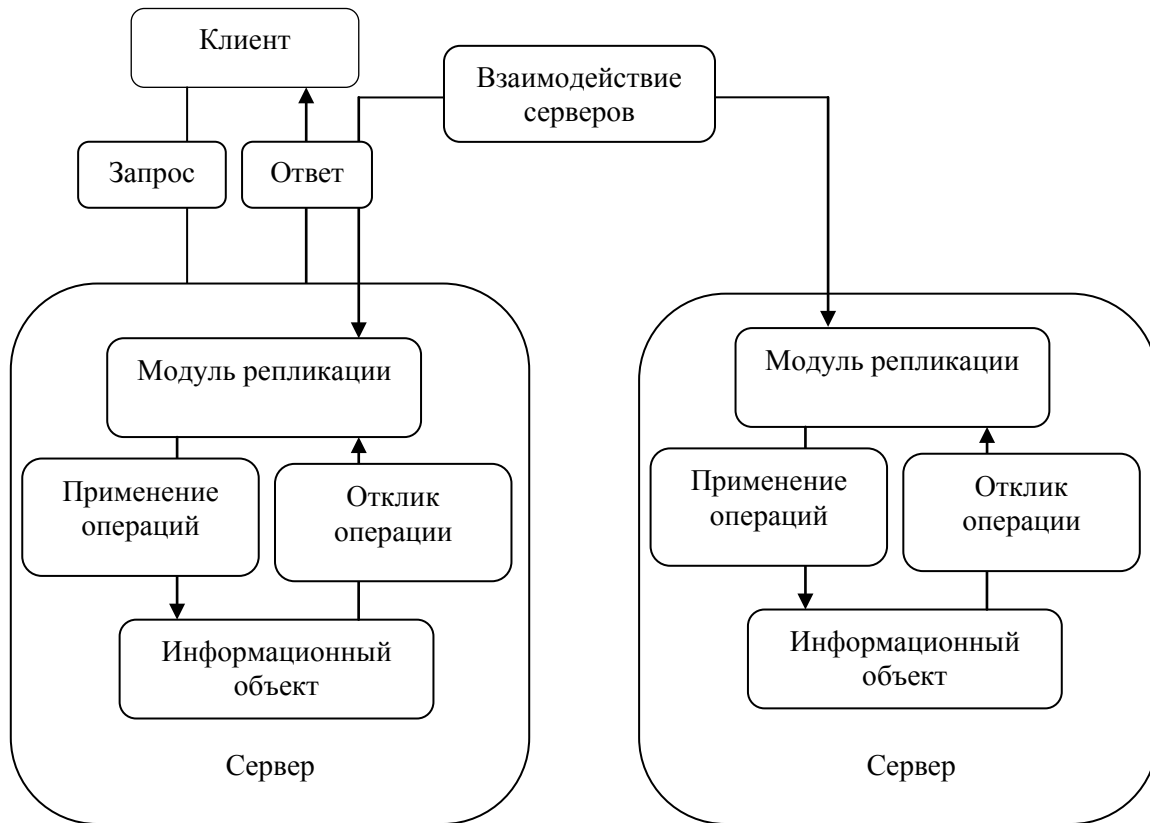 Клиент
Взаимодействие
серверов
Запрос
Ответ
Модуль репликации
Применение
операций
Отклик
операции
Информационный
объект
Сервер
Модуль репликации
Применение
операций
Отклик
операции
Информационный
объект
Сервер